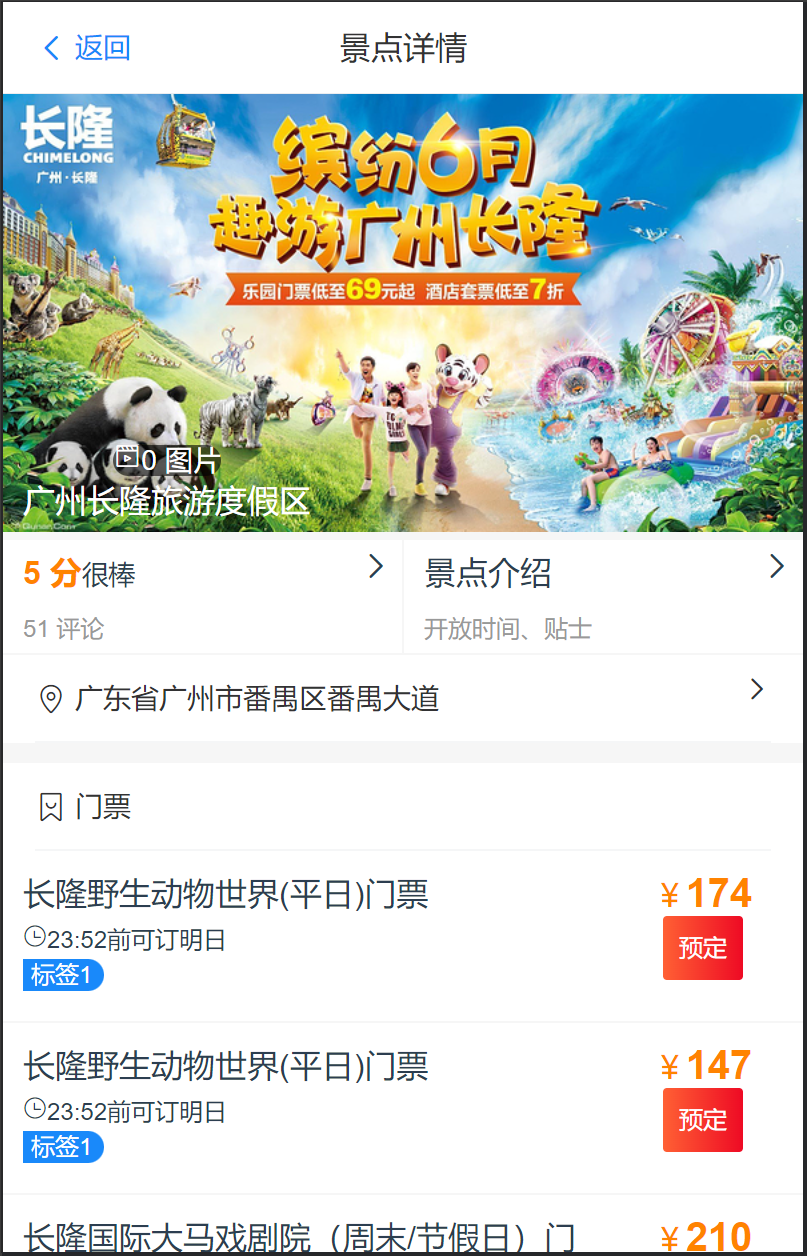 返回
景点详情
长隆
CHIMELONG
广州·长隆
缤纷6月
趣游广州长隆
乐园门票低至69元起 酒店套票低至7折
0 图片
广州长隆旅游度假区
Qunar.Com
5 分很棒
51 评论
景点介绍
开放时间、贴士
广东省广州市番禺区番禺大道
门票
长隆野生动物世界(平日)门票
¥ 174
23:52前可订明日
预定
标签1
长隆野生动物世界(平日)门票
¥ 147
23:52前可订明日
预定
标签1
长隆国际大马戏剧院（周末/节假日）门
¥ 210